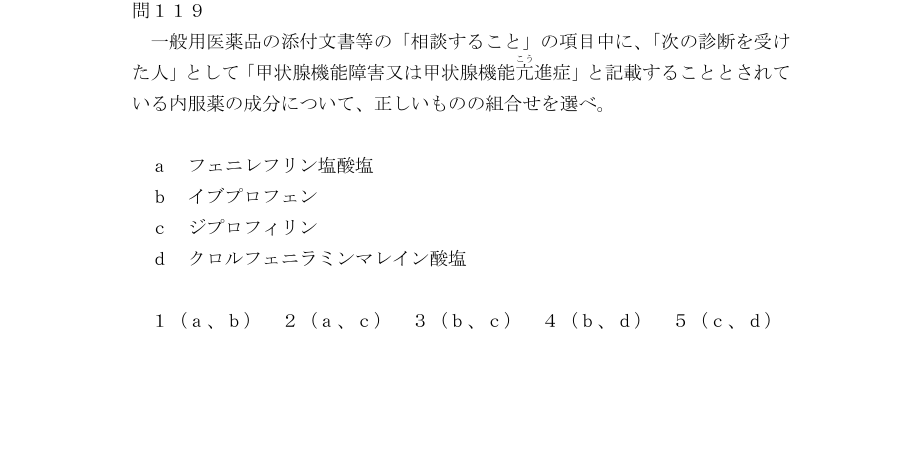 問１１９
一般用医薬品の添付文書等の「相談すること」の項目中に、「次の診断を受け
た人」として「甲状腺機能障害又は甲状腺機能亢進症」と記載することとされて
こう
いる内服薬の成分について、正しいものの組合せを選べ。
ａ　フェニレフリン塩酸塩
ｂ　イブプロフェン
ｃ　ジプロフィリン
ｄ　クロルフェニラミンマレイン酸塩
１（ａ、ｂ）　２（ａ、ｃ）　３（ｂ、ｃ）　４（ｂ、ｄ）　５（ｃ、ｄ）